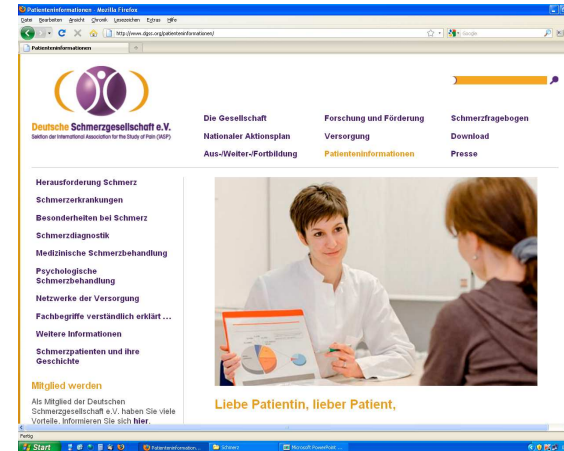 Patienteninformationen - Mozilla Firefox
Datei Bearbeiten Ansicht Chronik Lesezeichen Extras Hilfe
http://www.dgss.org/patienteninformationen/
Google
Patienteninformationen
Deutsche Schmerzgesellschaft e.V.
Sektion der International Association for the Study of Pain (IASP)
Die Gesellschaft
Forschung und Förderung
Schmerzfragebogen
Nationaler Aktionsplan
Versorgung
Download
Aus-/Weiter-/Fortbildung
Patienteninformationen
Presse
Herausforderung Schmerz
Schmerzerkrankungen
Besonderheiten bei Schmerz
Schmerzdiagnostik
Medizinische Schmerzbehandlung
Psychologische
Schmerzbehandlung
Netzwerke der Versorgung
Fachbegriffe verständlich erklärt ...
Weitere Informationen
Schmerzpatienten und ihre
Geschichte
Mitglied werden
Als Mitglied der Deutschen
Schmerzgesellschaft e.V. haben Sie viele
Vorteile. Informieren Sie sich hier.
Liebe Patientin, lieber Patient,
Fertig
Start
Patienteninformation...
Schmerz
Microsoft PowerPoint ...